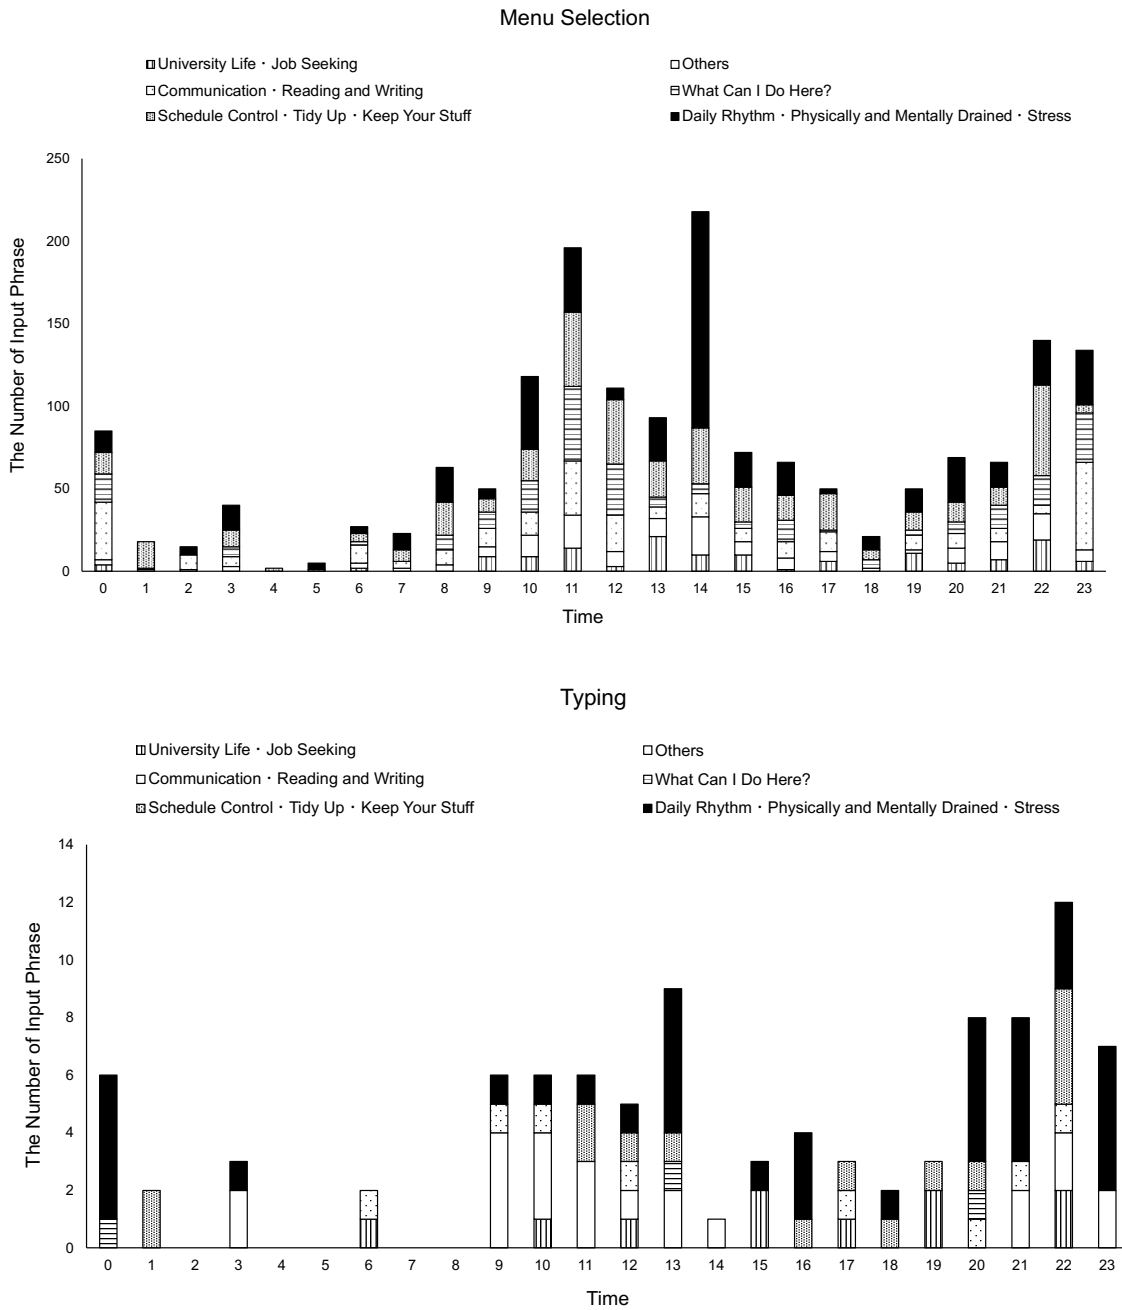 Menu Selection
University Life・Job Seeking
Others
Communication・Reading and Writing
What Can I Do Here?
Schedule Control・Tidy Up・Keep Your Stuff
Daily Rhythm・Physically and Mentally Drained・Stress
250
200
150
100
50
0
The Number of Input Phrase
0 1 2 3 4 5 6 7 8 9 10 11 12 13 14 15 16 17 18 19 20 21 22 23
Time
Typing
University Life・Job Seeking
Others
Communication・Reading and Writing
What Can I Do Here?
Schedule Control・Tidy Up・Keep Your Stuff
Daily Rhythm・Physically and Mentally Drained・Stress
14
12
10
8
6
4
2
0
The Number of Input Phrase
0 1 2 3 4 5 6 7 8 9 10 11 12 13 14 15 16 17 18 19 20 21 22 23
Time